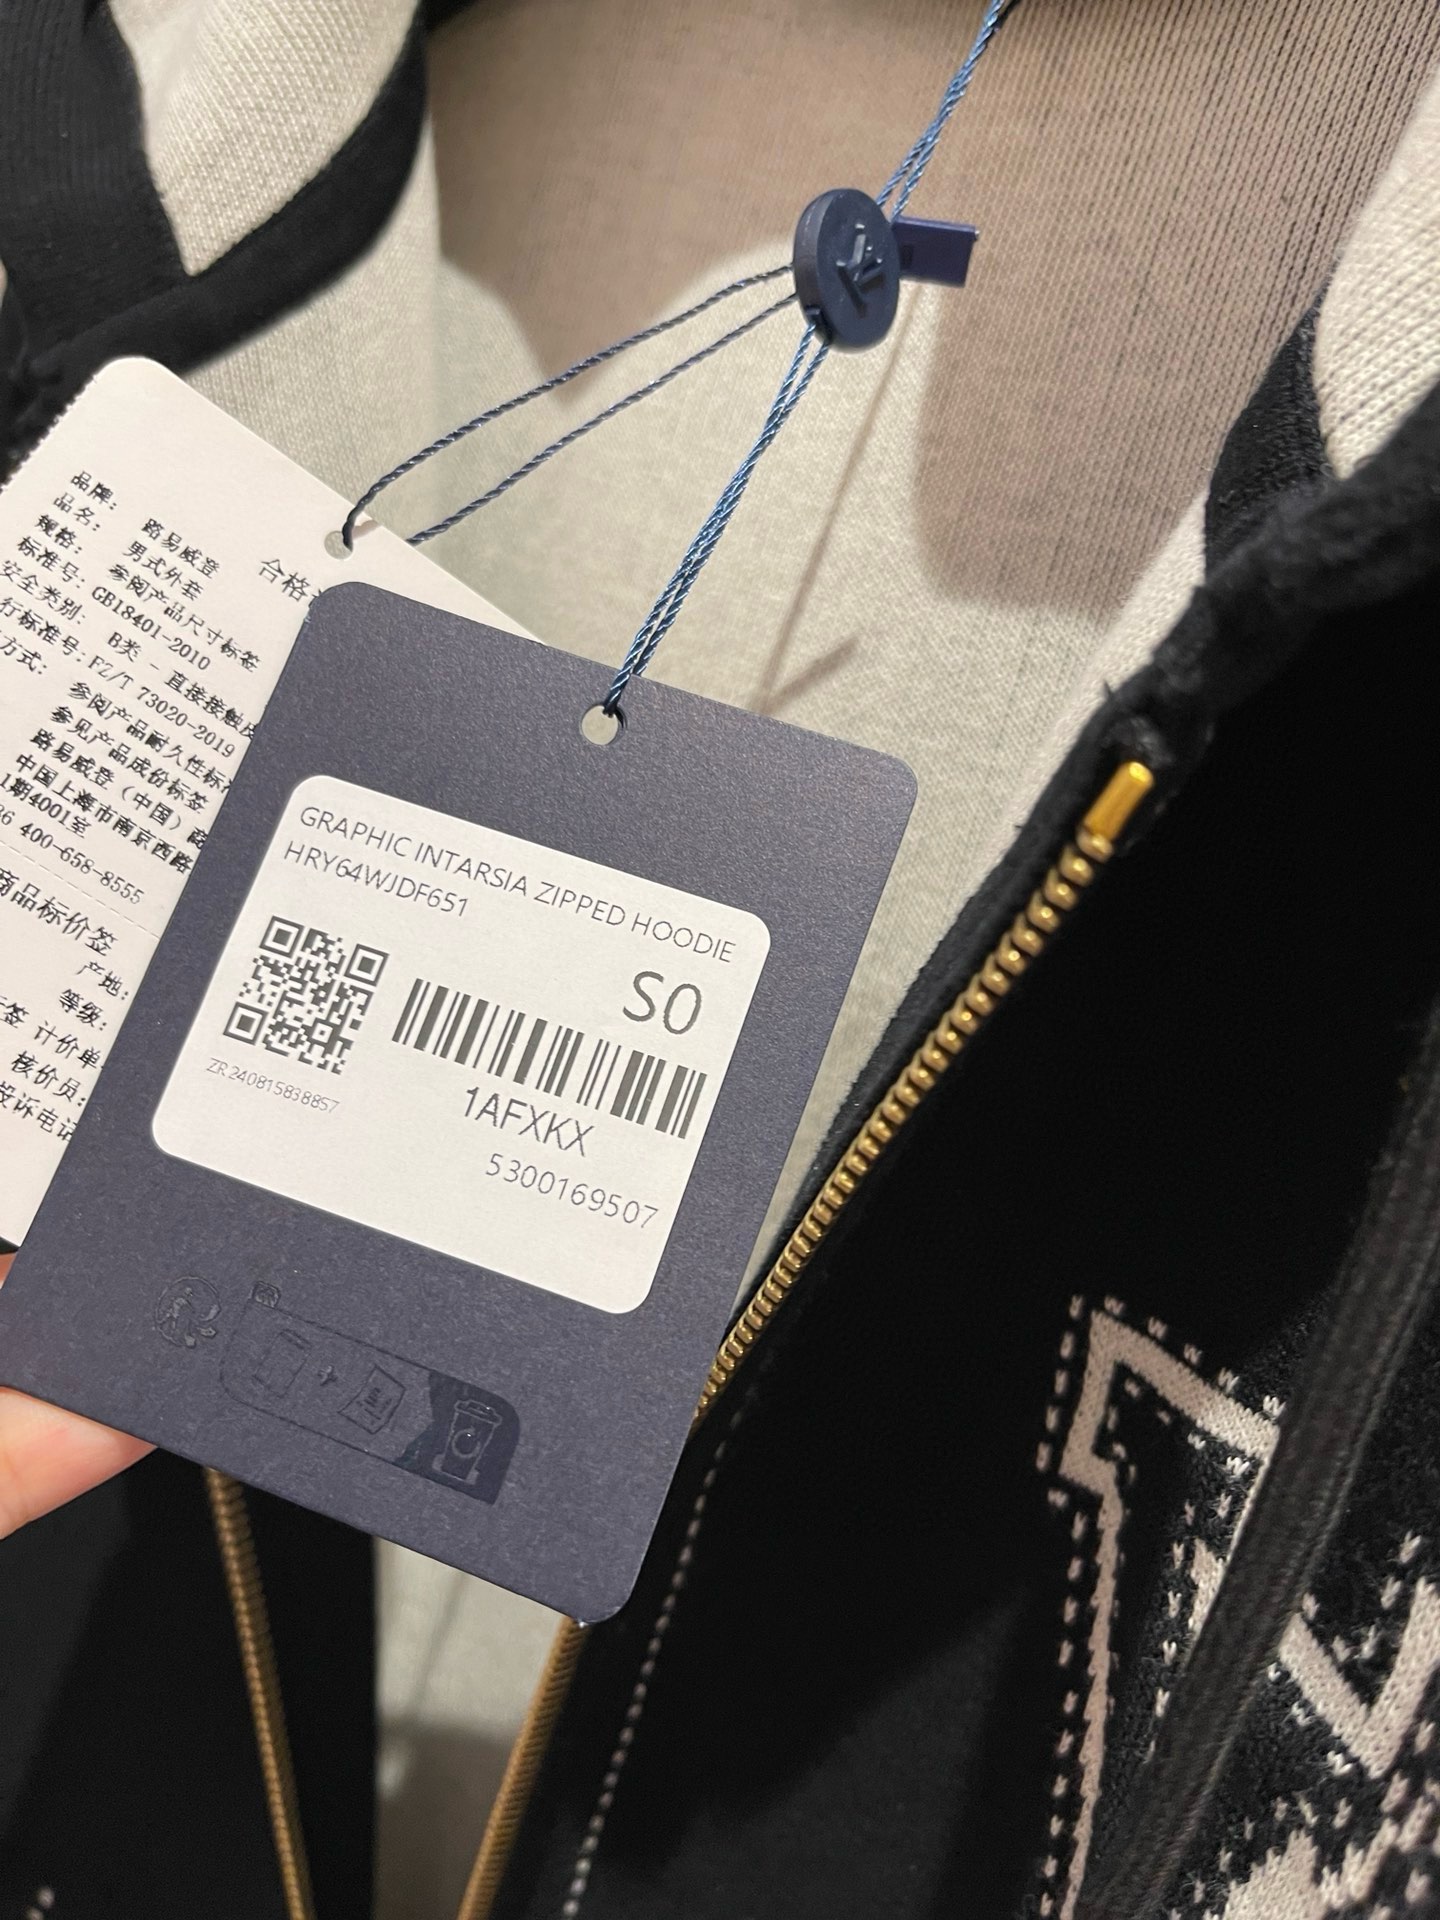 品牌：
品名：
规格：
标准号：
安全类别：
行标准号：
方式：
路易威登
男式外套
参阅产品尺寸标签
GB18401-2010
B类 - 直接接触皮
FZ/T 73020-2019
参阅产品耐久性标
参见产品成份标签
路易威登（中国）商
中国上海市南京西路
1期4001室
86 400-658-8555
合格
商品标价签
产地：
等级：
签 计价单
核价员：
投诉电话
GRAPHIC INTARSIA ZIPPED HOODIE
HRY64WJDF651
S0
ZR240815838857
1AFXKX
5300169507